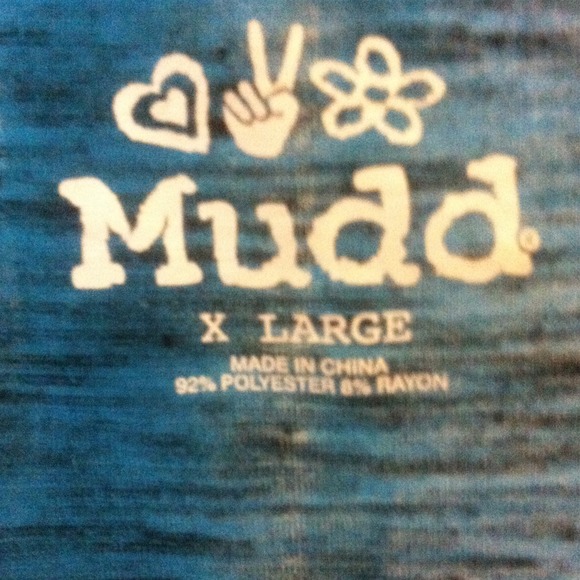 Mudd®
X LARGE
MADE IN CHINA
92% POLYESTER 8% RAYON